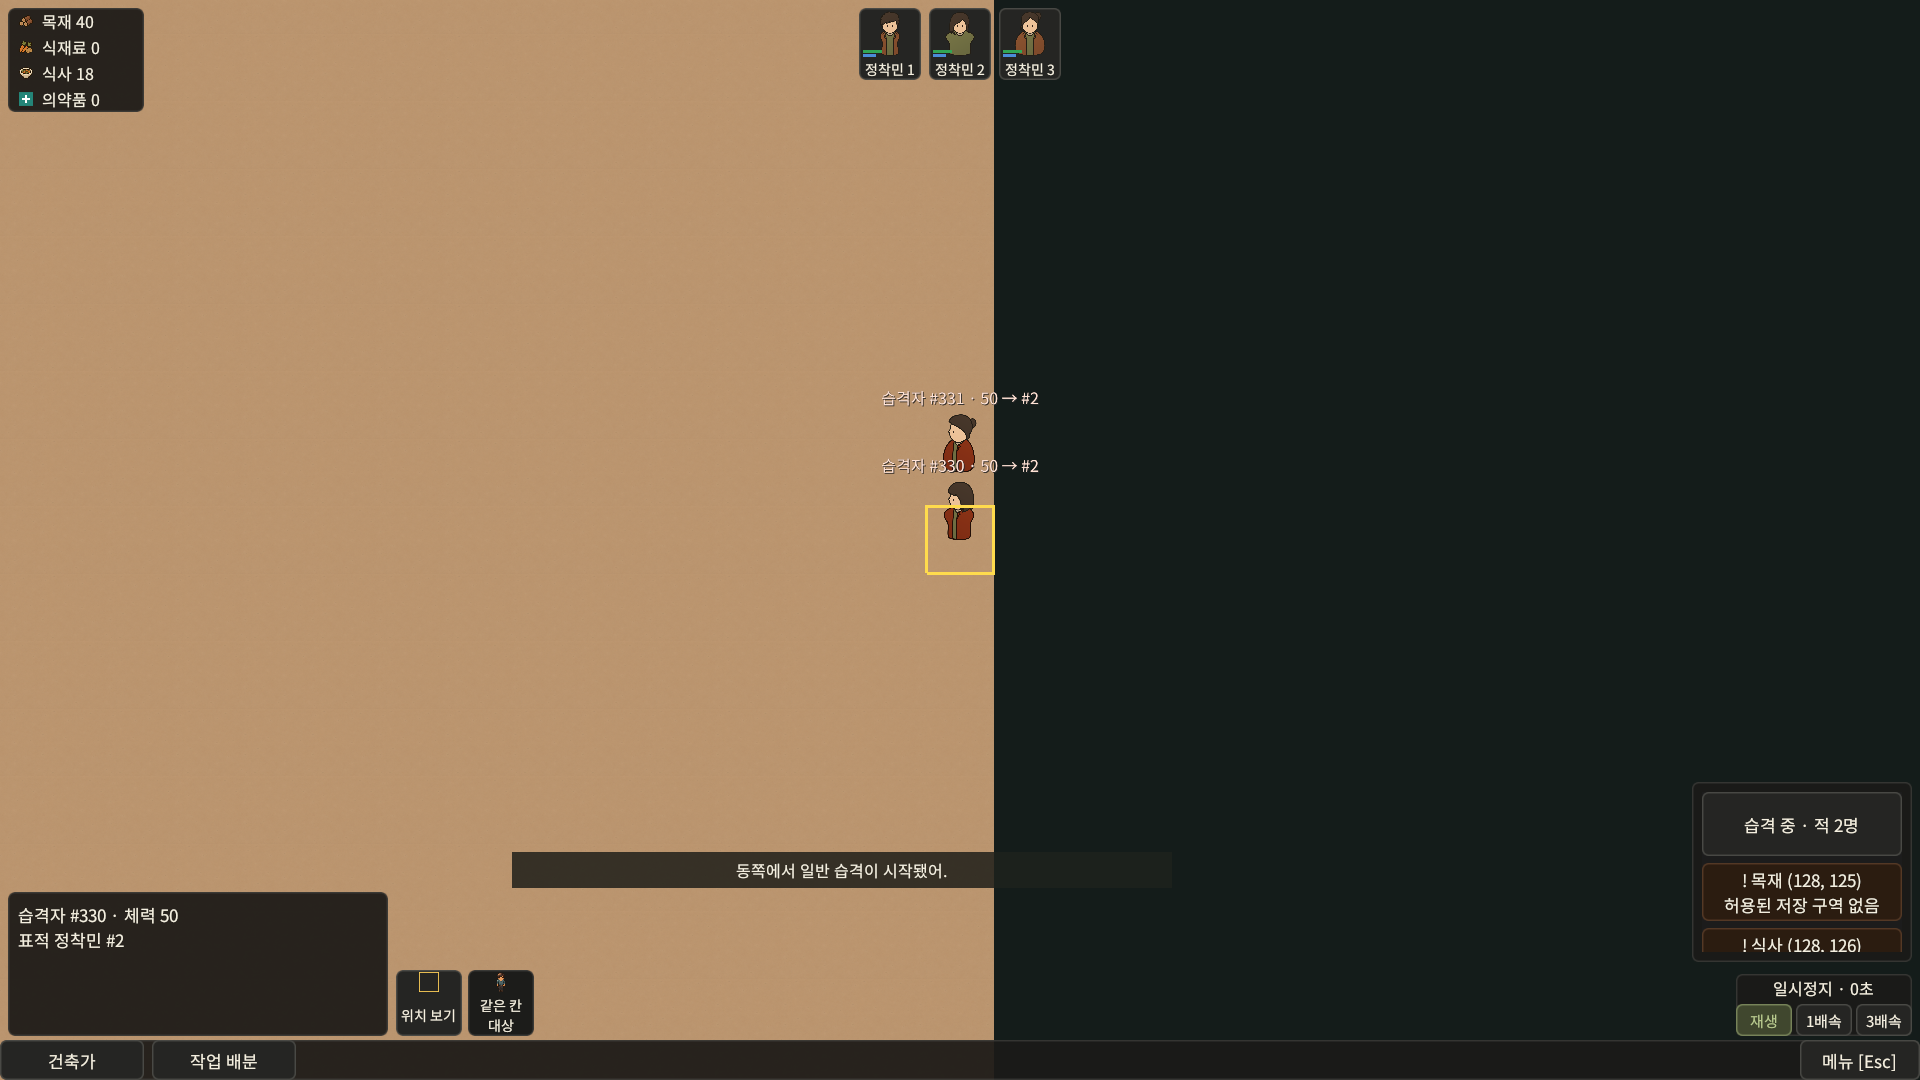 목재 40
식재료 0
식사 18
의약품 0
정착민 1
정착민 2
정착민 3
습격자 #331 · 50 → #2
습격자 #330 · 50 → #2
습격 중 · 적 2명
! 목재 (128, 125)
허용된 저장 구역 없음
! 식사 (128, 126)
동쪽에서 일반 습격이 시작됐어.
습격자 #330 · 체력 50
표적 정착민 #2
위치 보기
같은 칸
대상
일시정지 · 0초
재생
1배속
3배속
건축가
작업 배분
메뉴 [Esc]